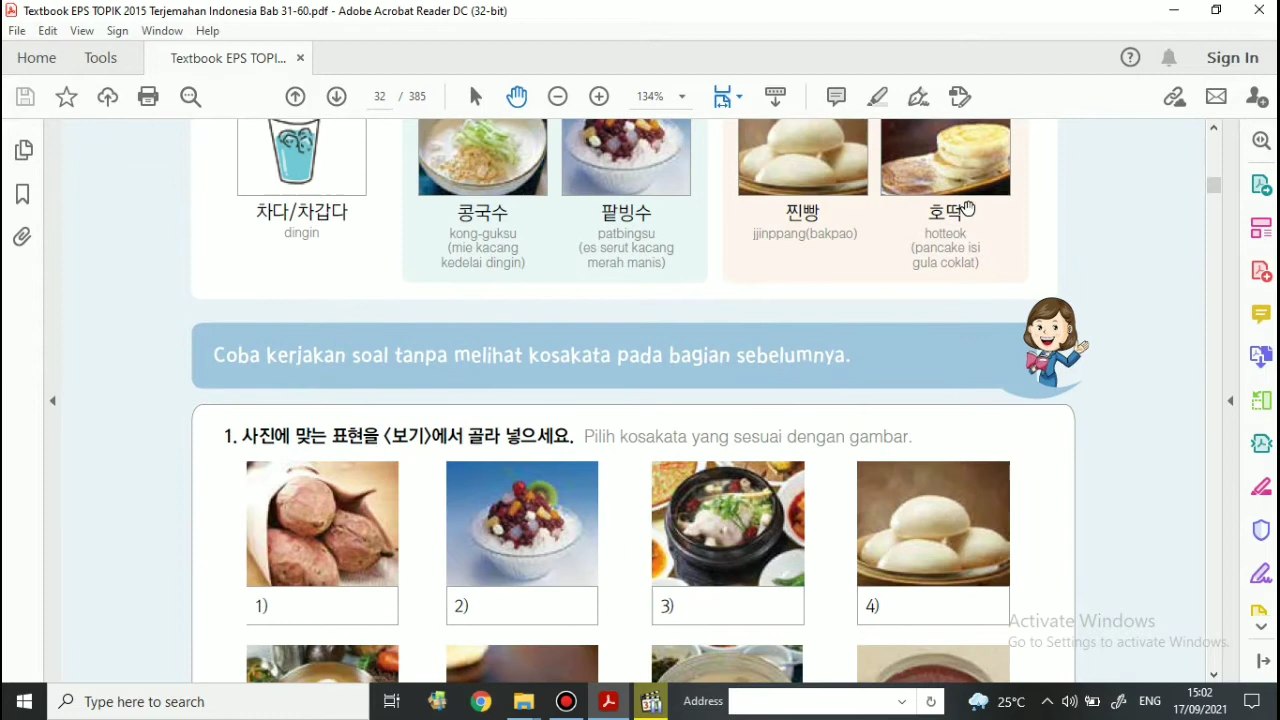 Textbook EPS TOPIK 2015 Terjemahan Indonesia Bab 31-60.pdf - Adobe Acrobat Reader DC (32-bit)
File Edit View Sign Window Help
Home Tools Textbook EPS TOPI... × Sign In
32 / 385 134%
차다/차갑다
dingin
콩국수
kong-guksu
(mie kacang
kedelai dingin)
팥빙수
patbingsu
(es serut kacang
merah manis)
찐빵
jjinppang(bakpao)
호떡
hotteok
(pancake isi
gula coklat)
Coba kerjakan soal tanpa melihat kosakata pada bagian sebelumnya.
1. 사진에 맞는 표현을 〈보기〉에서 골라 넣으세요. Pilih kosakata yang sesuai dengan gambar.
1) 2) 3) 4)
Activate Windows
Go to Settings to activate Windows.
Type here to search Address 25°C ENG 15:02
17/09/2021